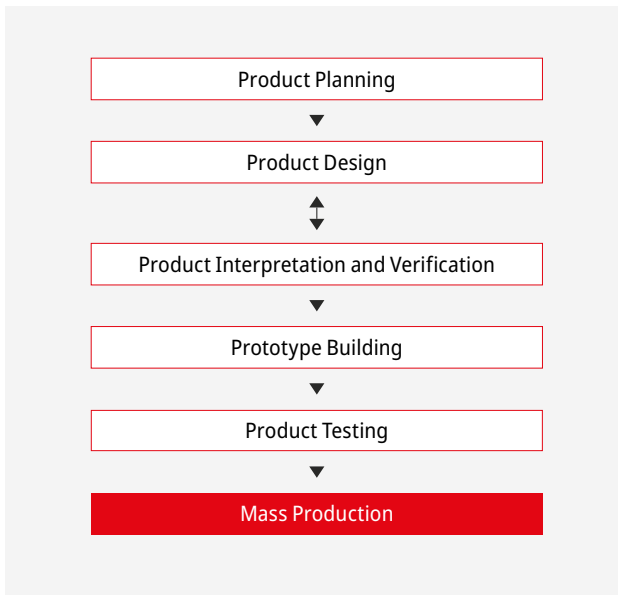 Product Planning
Product Design
Product Interpretation and Verification
Prototype Building
Product Testing
Mass Production